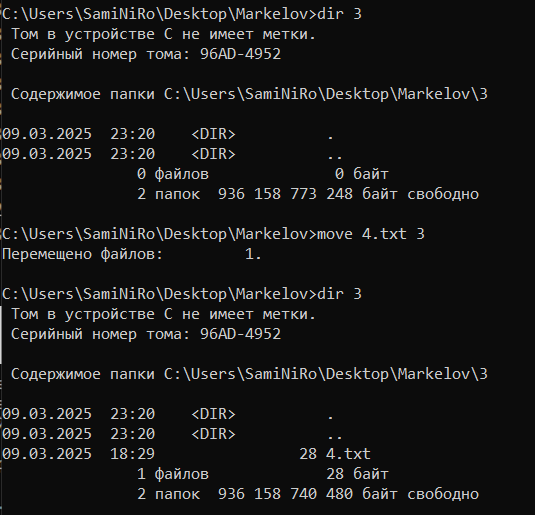 C:\Users\SamiNiRo\Desktop\Markelov>dir 3
 Том в устройстве C не имеет метки.
 Серийный номер тома: 96AD-4952

 Содержимое папки C:\Users\SamiNiRo\Desktop\Markelov\3

09.03.2025  23:20    <DIR>          .
09.03.2025  23:20    <DIR>          ..
               0 файлов              0 байт
               2 папок  936 158 773 248 байт свободно

C:\Users\SamiNiRo\Desktop\Markelov>move 4.txt 3
Перемещено файлов:         1.

C:\Users\SamiNiRo\Desktop\Markelov>dir 3
 Том в устройстве C не имеет метки.
 Серийный номер тома: 96AD-4952

 Содержимое папки C:\Users\SamiNiRo\Desktop\Markelov\3

09.03.2025  23:20    <DIR>          .
09.03.2025  23:20    <DIR>          ..
09.03.2025  18:29                28 4.txt
               1 файлов             28 байт
               2 папок  936 158 740 480 байт свободно